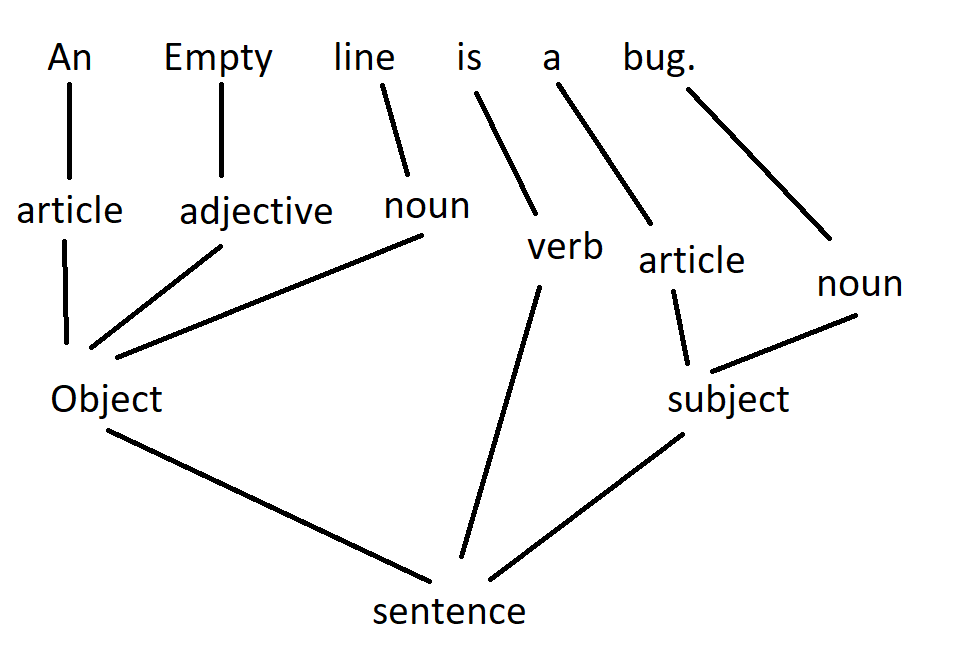 An Empty line is a bug.
article adjective noun
verb article noun
Object subject
sentence